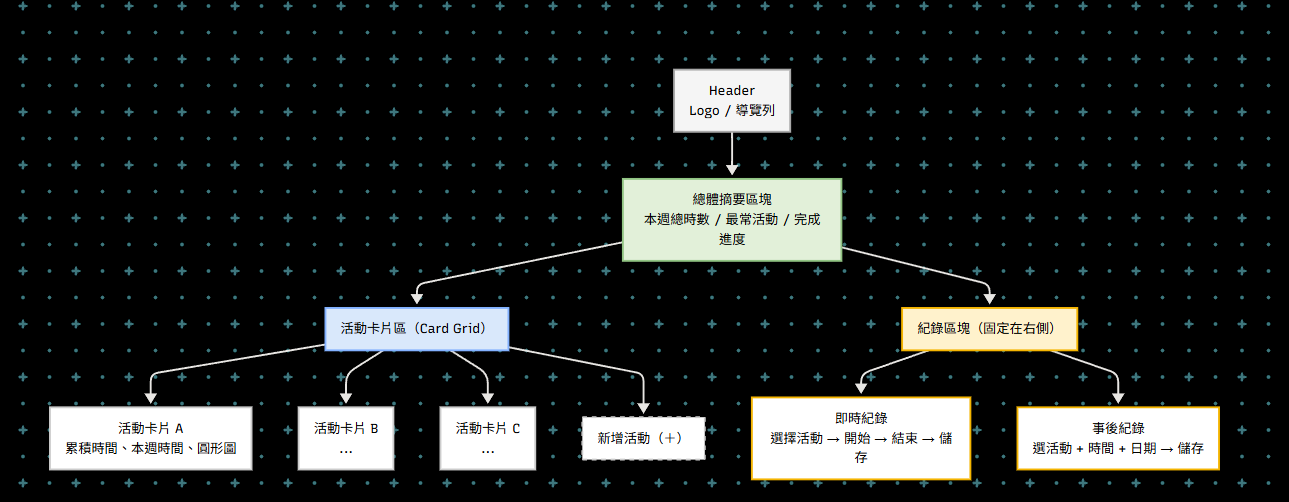 Header
Logo / 導覽列
總體摘要區塊
本週總時數 / 最常活動 / 完成
進度
活動卡片區（Card Grid）
紀錄區塊（固定在右側）
活動卡片 A
累積時間、本週時間、圓形圖
活動卡片 B
...
活動卡片 C
...
新增活動（＋）
即時紀錄
選擇活動 → 開始 → 結束 → 儲
存
事後紀錄
選活動 + 時間 + 日期 → 儲存